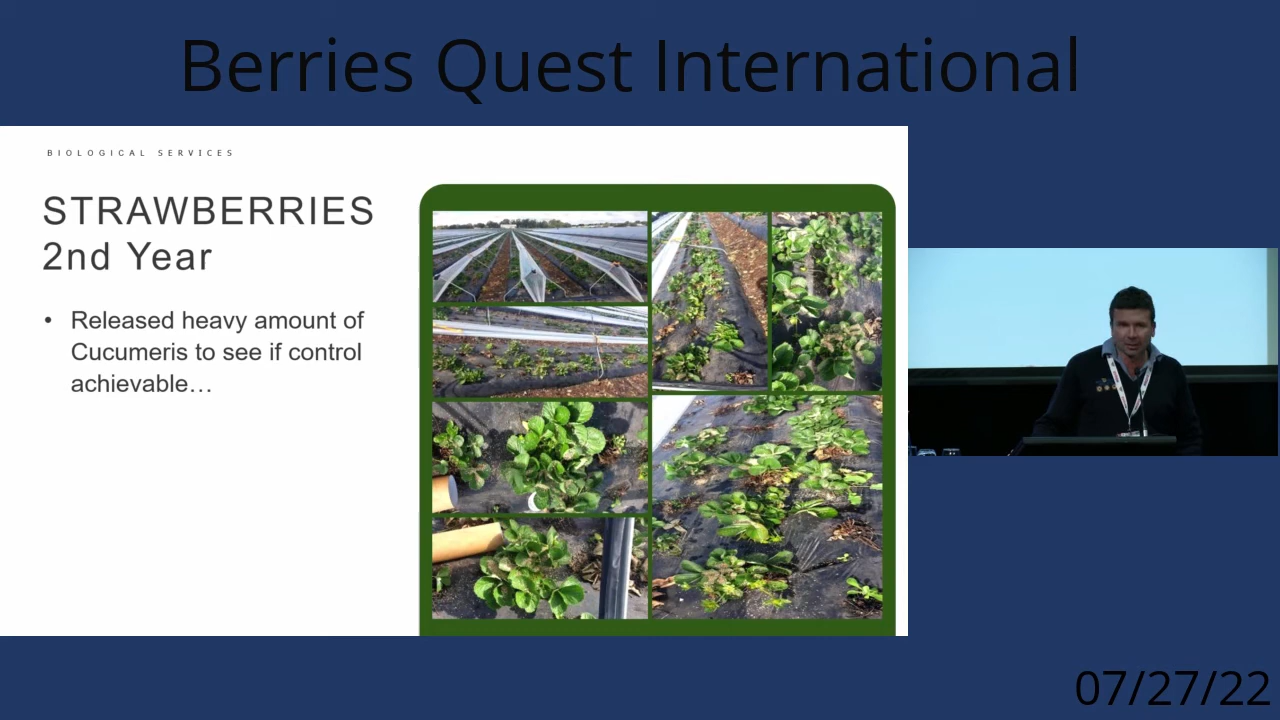 Berries Quest International
BIOLOGICAL SERVICES
STRAWBERRIES
2nd Year
• Released heavy amount of
Cucumeris to see if control
achievable…
07/27/22